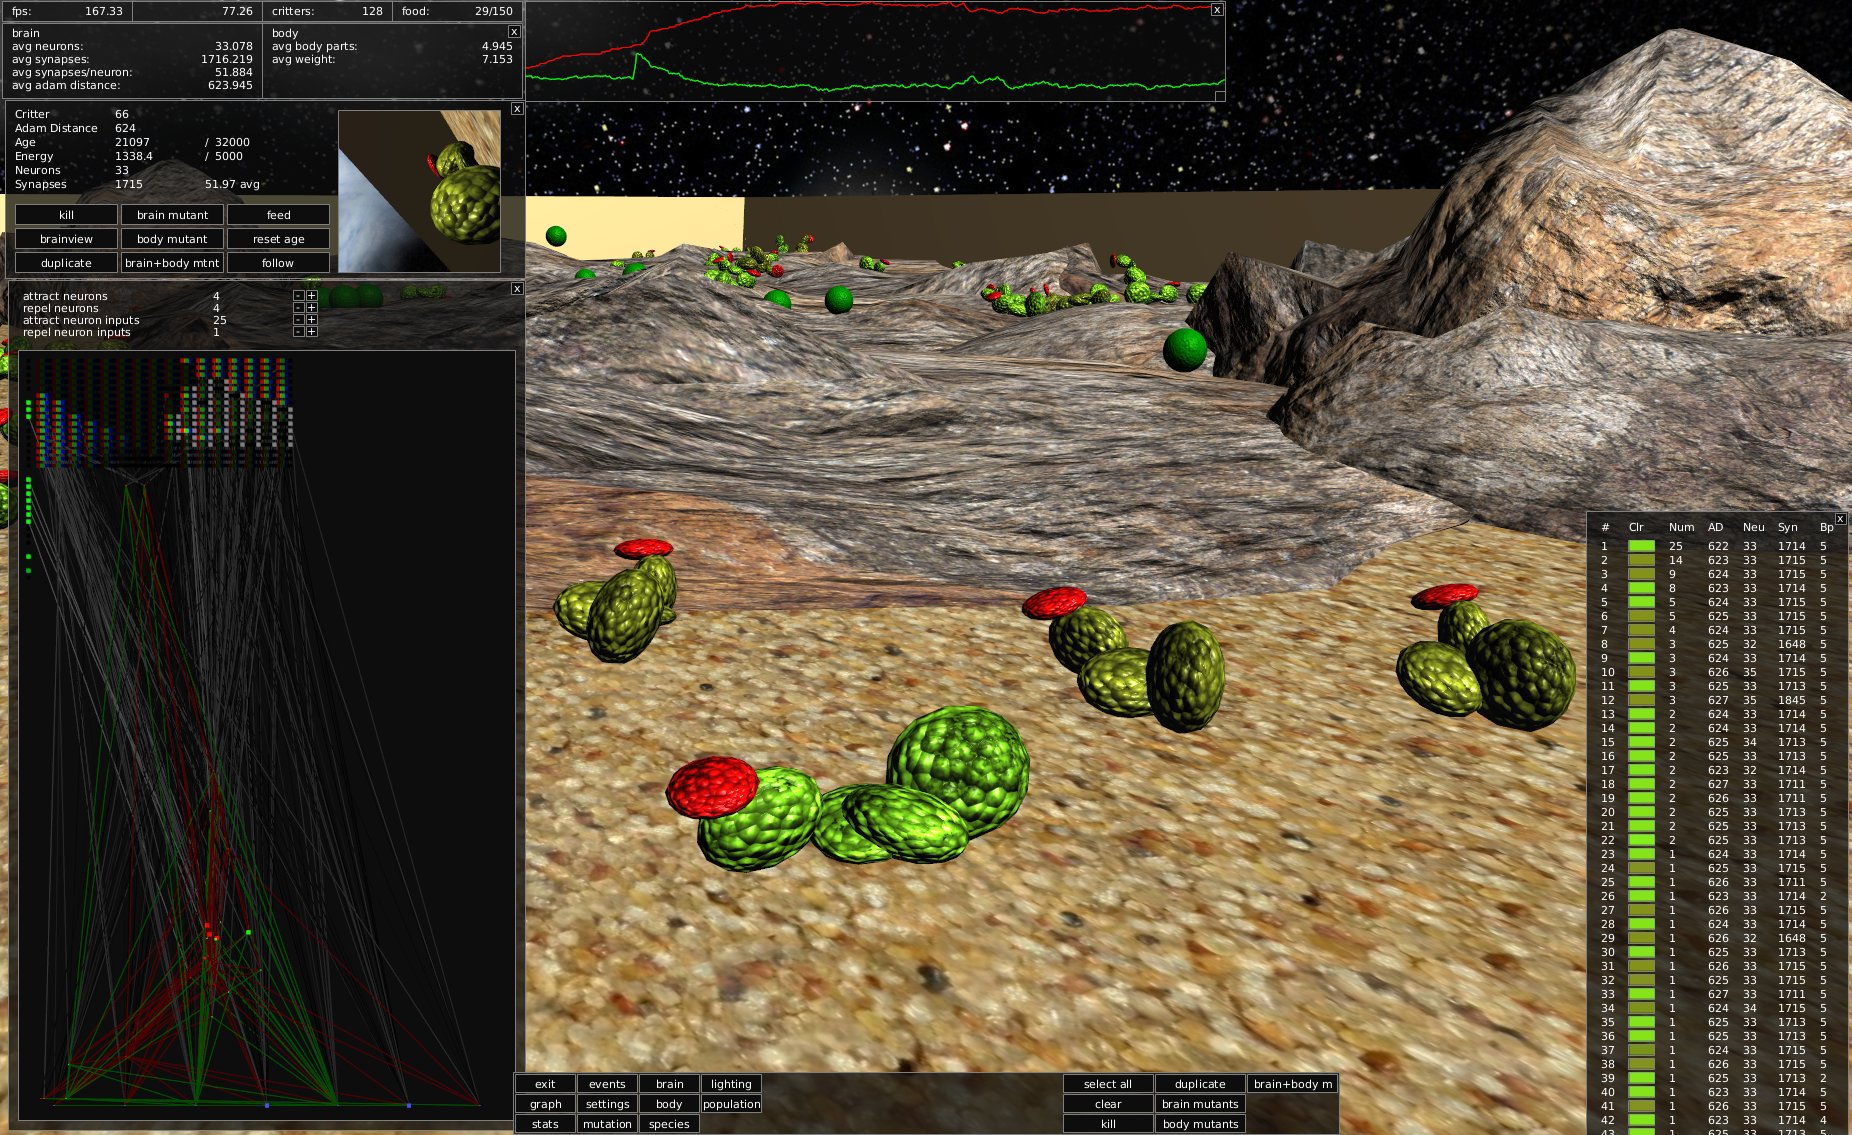 fps: 167.33 77.26 critters: 128 food: 29/150
brain
avg neurons: 33.078
avg synapses: 1716.219
avg synapses/neuron: 51.884
avg adam distance: 623.945
body
avg body parts: 4.945
avg weight: 7.153
Critter 66
Adam Distance 624
Age 21097 / 32000
Energy 1338.4 / 5000
Neurons 33
Synapses 1715 51.97 avg
kill brain mutant feed
brainview body mutant reset age
duplicate brain+body mtnt follow
attract neurons 4 - +
repel neurons 4 - +
attract neuron inputs 25 - +
repel neuron inputs 1 - +
# Clr Num AD Neu Syn Bp
1 25 622 33 1714 5
2 14 623 33 1715 5
3 9 624 33 1715 5
4 8 623 33 1714 5
5 5 624 33 1715 5
6 5 625 33 1715 5
7 4 624 33 1715 5
8 3 625 32 1648 5
9 3 624 33 1714 5
10 3 626 35 1715 5
11 3 625 33 1713 5
12 3 627 35 1845 5
13 2 624 33 1714 5
14 2 625 33 1714 5
15 2 625 34 1713 5
16 2 625 33 1713 5
17 2 623 32 1714 5
18 2 627 33 1711 5
19 2 626 33 1711 5
20 2 625 33 1713 5
21 2 625 33 1713 5
22 2 625 33 1713 5
23 1 624 33 1714 5
24 1 625 33 1715 5
25 1 626 33 1711 5
26 1 623 33 1714 2
27 1 626 33 1715 5
28 1 624 33 1714 5
29 1 626 32 1648 5
30 1 625 33 1713 5
31 1 626 33 1715 5
32 1 625 33 1715 5
33 1 627 33 1711 5
34 1 624 34 1715 5
35 1 625 33 1713 5
36 1 625 33 1713 5
37 1 624 33 1715 5
38 1 626 33 1715 5
39 1 625 33 1713 2
40 1 623 33 1714 5
41 1 626 33 1715 5
42 1 623 33 1714 4
43 1 625 33 1713 5
exit events brain lighting
graph settings body population
stats mutation species
select all duplicate brain+body m
clear brain mutants
kill body mutants